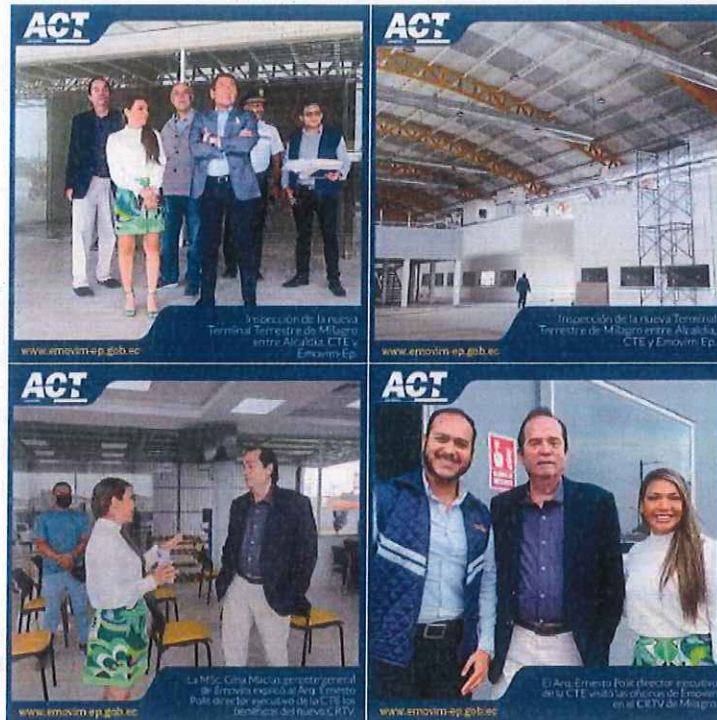 ACT
Inspección de la nueva
Terminal Terrestre de Milagro
entre Alcaldía, CTE y
Emovim-Ep.
www.emovim-ep.gob.ec
ACT
Inspección de la nueva Terminal
Terrestre de Milagro entre Alcaldía,
CTE y Emovim-Ep.
www.emovim-ep.gob.ec
ACT
La MSc. Gina Macías gerente general
de Emovim explicó al Arq. Ernesto
Polit director ejecutivo de la CTE los
beneficios del nuevo CRTV.
www.emovim-ep.gob.ec
ACT
El Arq. Ernesto Polit director ejecutivo
de la CTE visitó las oficinas de Emovim
en el CRTV de Milagro.
www.emovim-ep.gob.ec